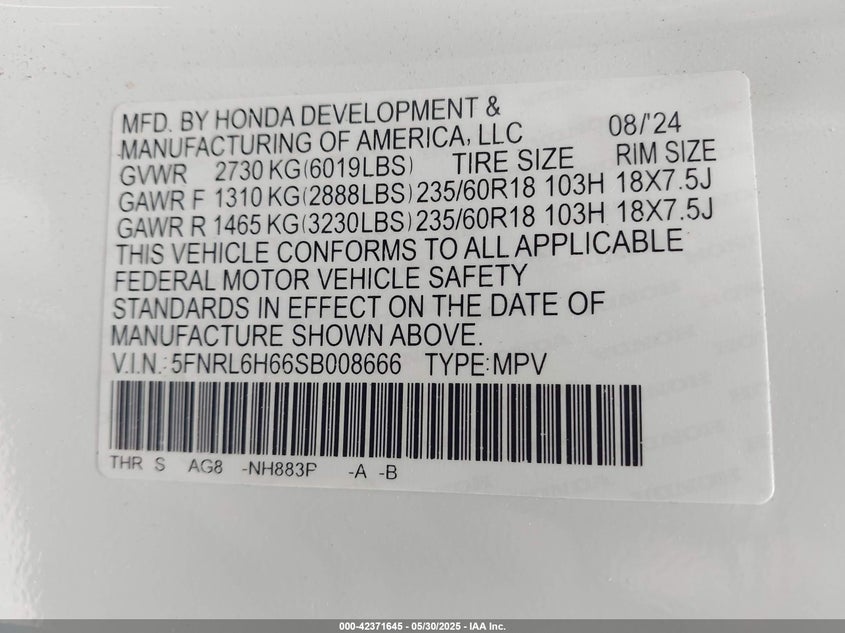 MFD. BY HONDA DEVELOPMENT &
MANUFACTURING OF AMERICA, LLC 08/'24
GVWR 2730 KG(6019LBS) TIRE SIZE RIM SIZE
GAWR F 1310 KG(2888LBS) 235/60R18 103H 18X7.5J
GAWR R 1465 KG(3230LBS) 235/60R18 103H 18X7.5J
THIS VEHICLE CONFORMS TO ALL APPLICABLE
FEDERAL MOTOR VEHICLE SAFETY
STANDARDS IN EFFECT ON THE DATE OF
MANUFACTURE SHOWN ABOVE.
V.I.N.: 5FNRL6H66SB008666 TYPE: MPV
THR S AG8 -NH883P -A -B
000-42371645 - 05/30/2025 - IAA Inc.